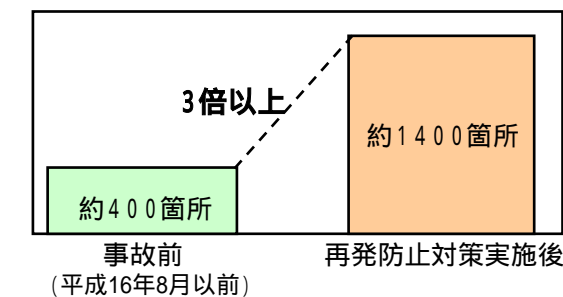 3倍以上
約1400箇所
約400箇所
事故前
(平成16年8月以前)
再発防止対策実施後